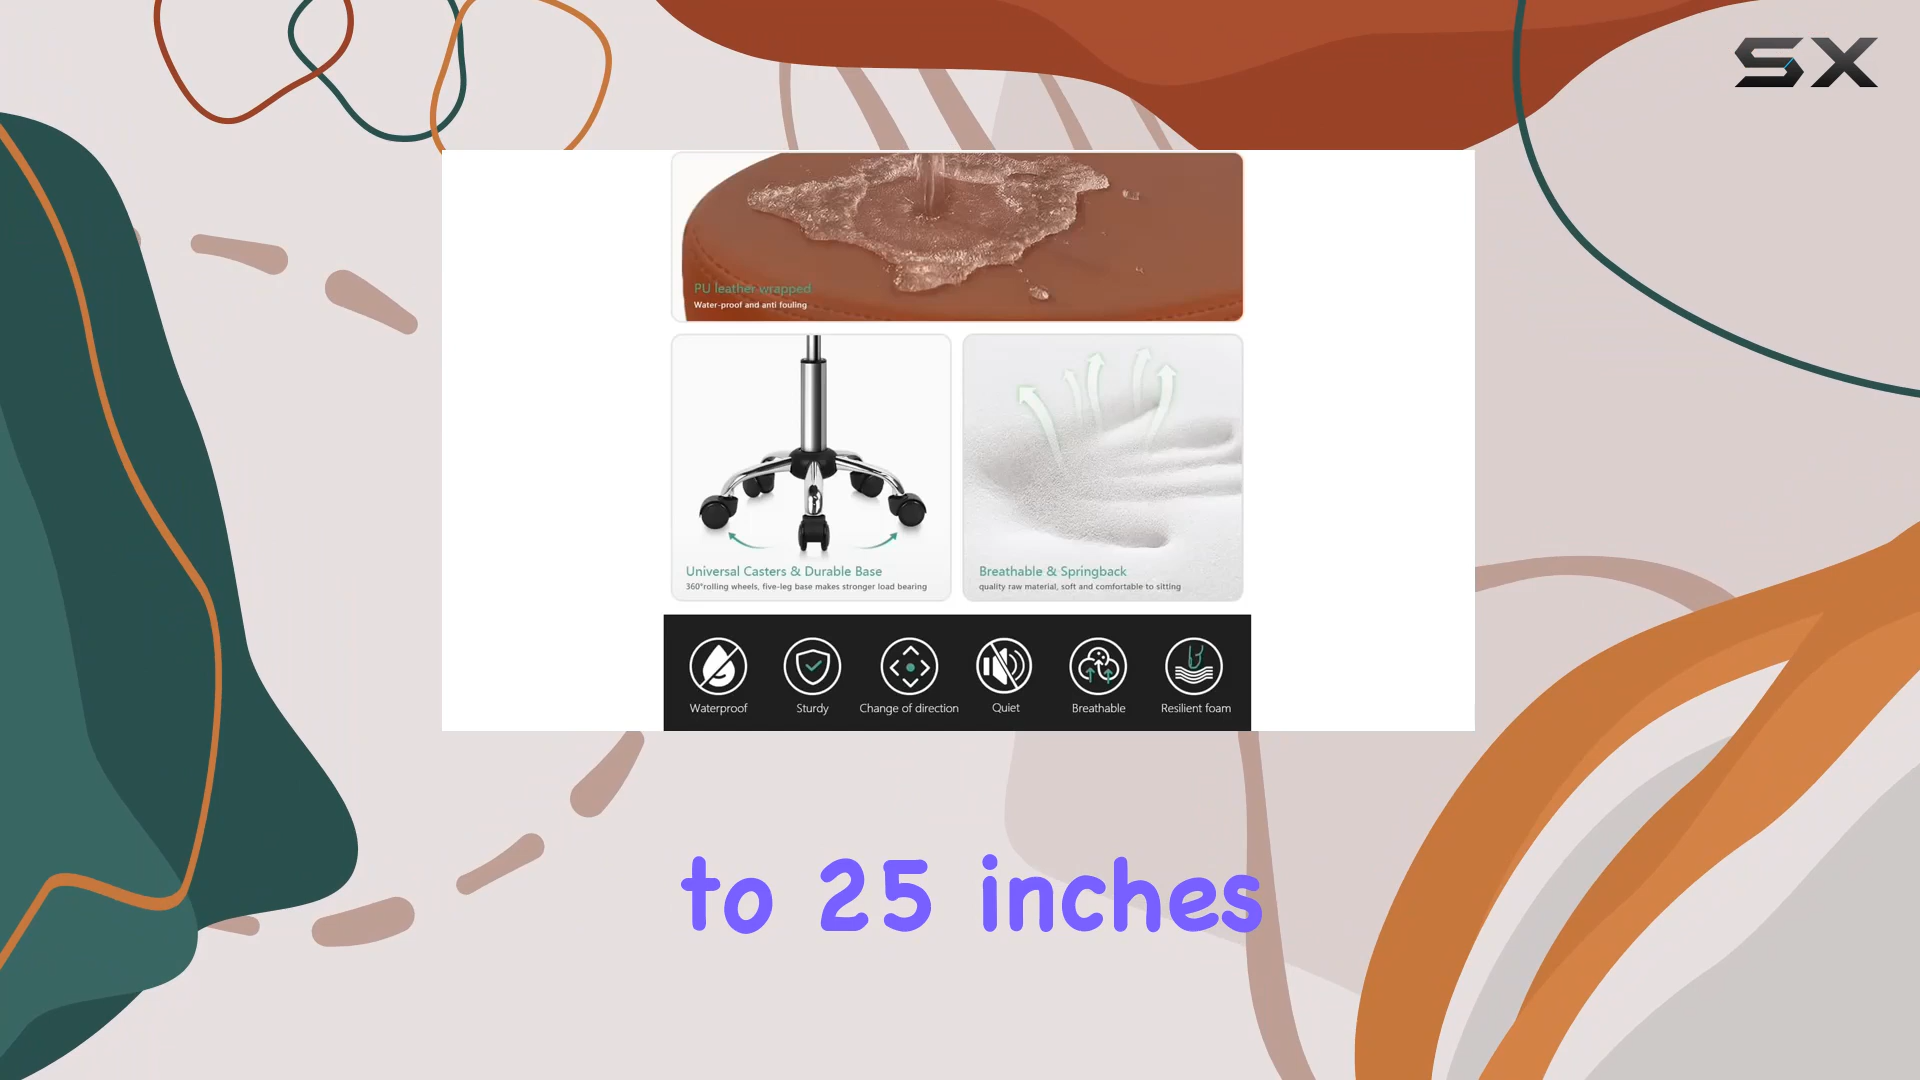 SX
PU leather wrapped
Water-proof and anti fouling
Universal Casters & Durable Base
360°rolling wheels, five-leg base makes stronger load bearing
Breathable & Springback
quality raw material, soft and comfortable to sitting
Waterproof
Sturdy
Change of direction
Quiet
Breathable
Resilient foam
to 25 inches